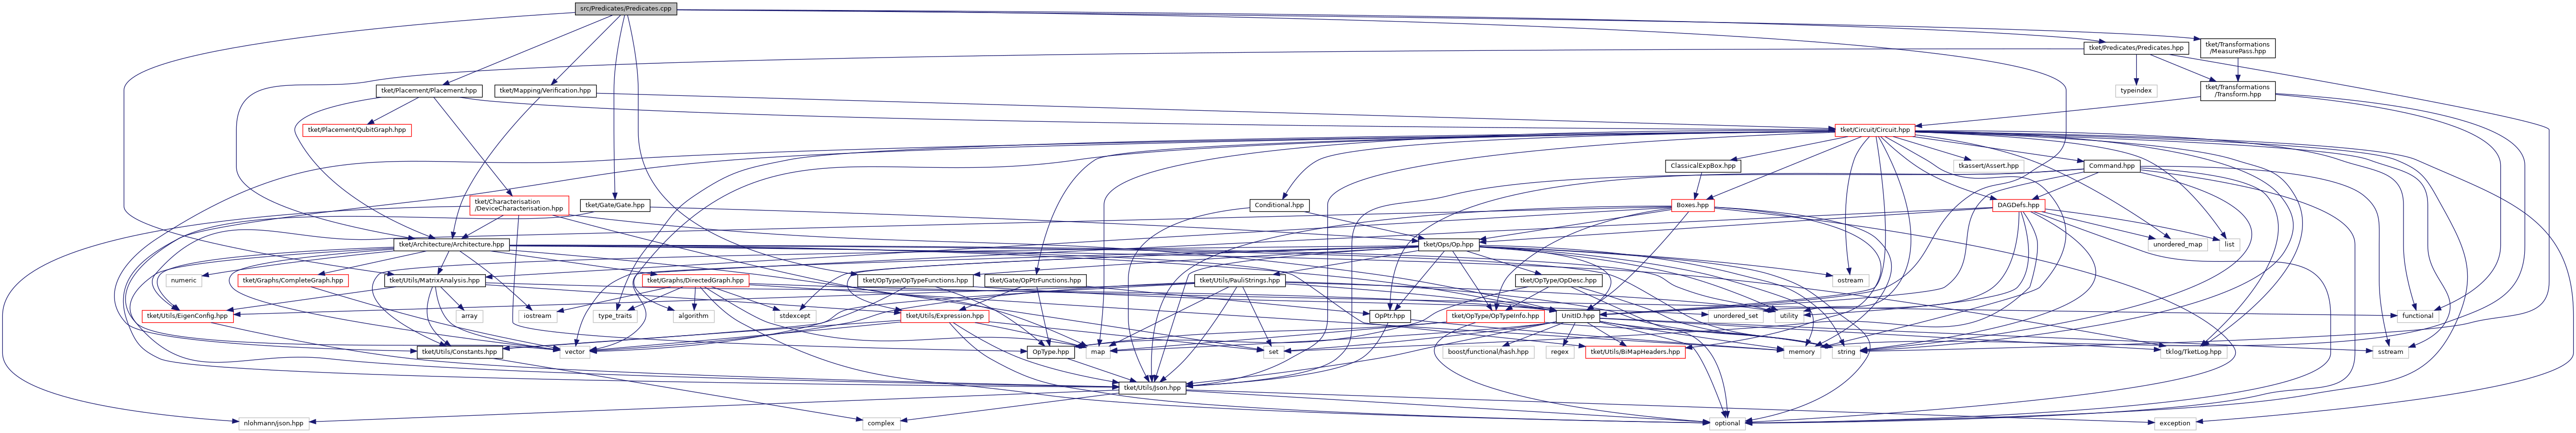 src/Predicates/Predicates.cpp
tket/Predicates/Predicates.hpp
tket/Transformations
/MeasurePass.hpp
tket/Placement/Placement.hpp
tket/Mapping/Verification.hpp
typeindex
tket/Transformations
/Transform.hpp
tket/Placement/QubitGraph.hpp
tket/Circuit/Circuit.hpp
ClassicalExpBox.hpp
tkassert/Assert.hpp
Command.hpp
tket/Characterisation
/DeviceCharacterisation.hpp
tket/Gate/Gate.hpp
Conditional.hpp
Boxes.hpp
DAGDefs.hpp
tket/Architecture/Architecture.hpp
tket/Ops/Op.hpp
unordered_map
list
numeric
tket/Graphs/CompleteGraph.hpp
tket/Utils/MatrixAnalysis.hpp
tket/Graphs/DirectedGraph.hpp
tket/OpType/OpTypeFunctions.hpp
tket/Gate/OpPtrFunctions.hpp
tket/Utils/PauliStrings.hpp
tket/OpType/OpDesc.hpp
ostream
tket/Utils/EigenConfig.hpp
array
iostream
type_traits
algorithm
stdexcept
tket/Utils/Expression.hpp
unordered_set
OpPtr.hpp
tket/OpType/OpTypeInfo.hpp
UnitID.hpp
utility
functional
tket/Utils/Constants.hpp
vector
OpType.hpp
map
set
boost/functional/hash.hpp
regex
tket/Utils/BiMapHeaders.hpp
memory
string
tklog/TketLog.hpp
sstream
tket/Utils/Json.hpp
nlohmann/json.hpp
complex
optional
exception